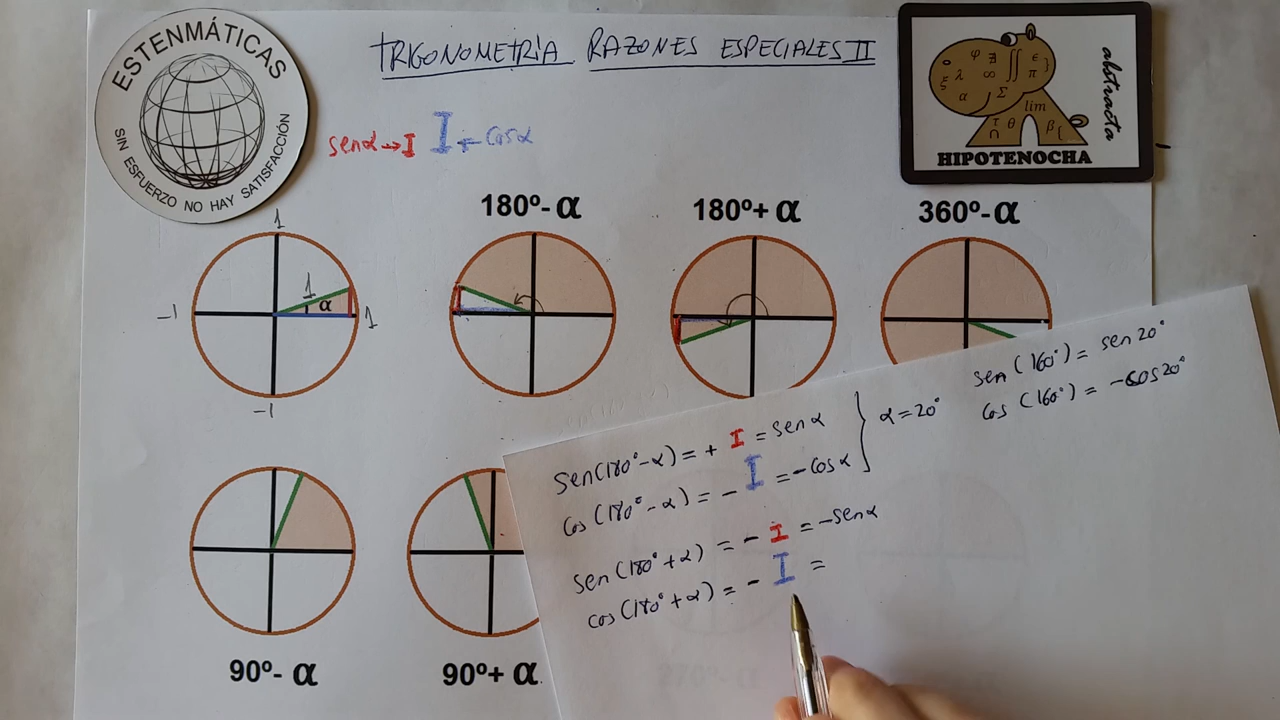 ESTENMÁTICAS
SIN ESFUERZO NO HAY SATISFACCIÓN
TRIGONOMETRÍA RAZONES ESPECIALES II
φ ∃ ∞ ∬ ϵ } ξ λ π α Σ lim τ ∩ θ β {
abstracta
HIPOTENOCHA
senα → I I ← cosα
180º- α
180º+ α
360º- α
1
1
α
-1
1
-1
sen (160°) = sen 20°
cos (160°) = -cos 20°
sen (180° - α) = + I = sen α
cos (180° - α) = - I = - cos α
} α = 20°
sen (180° + α) = - I = - sen α
cos (180° + α) = - I =
90º- α
90º+ α